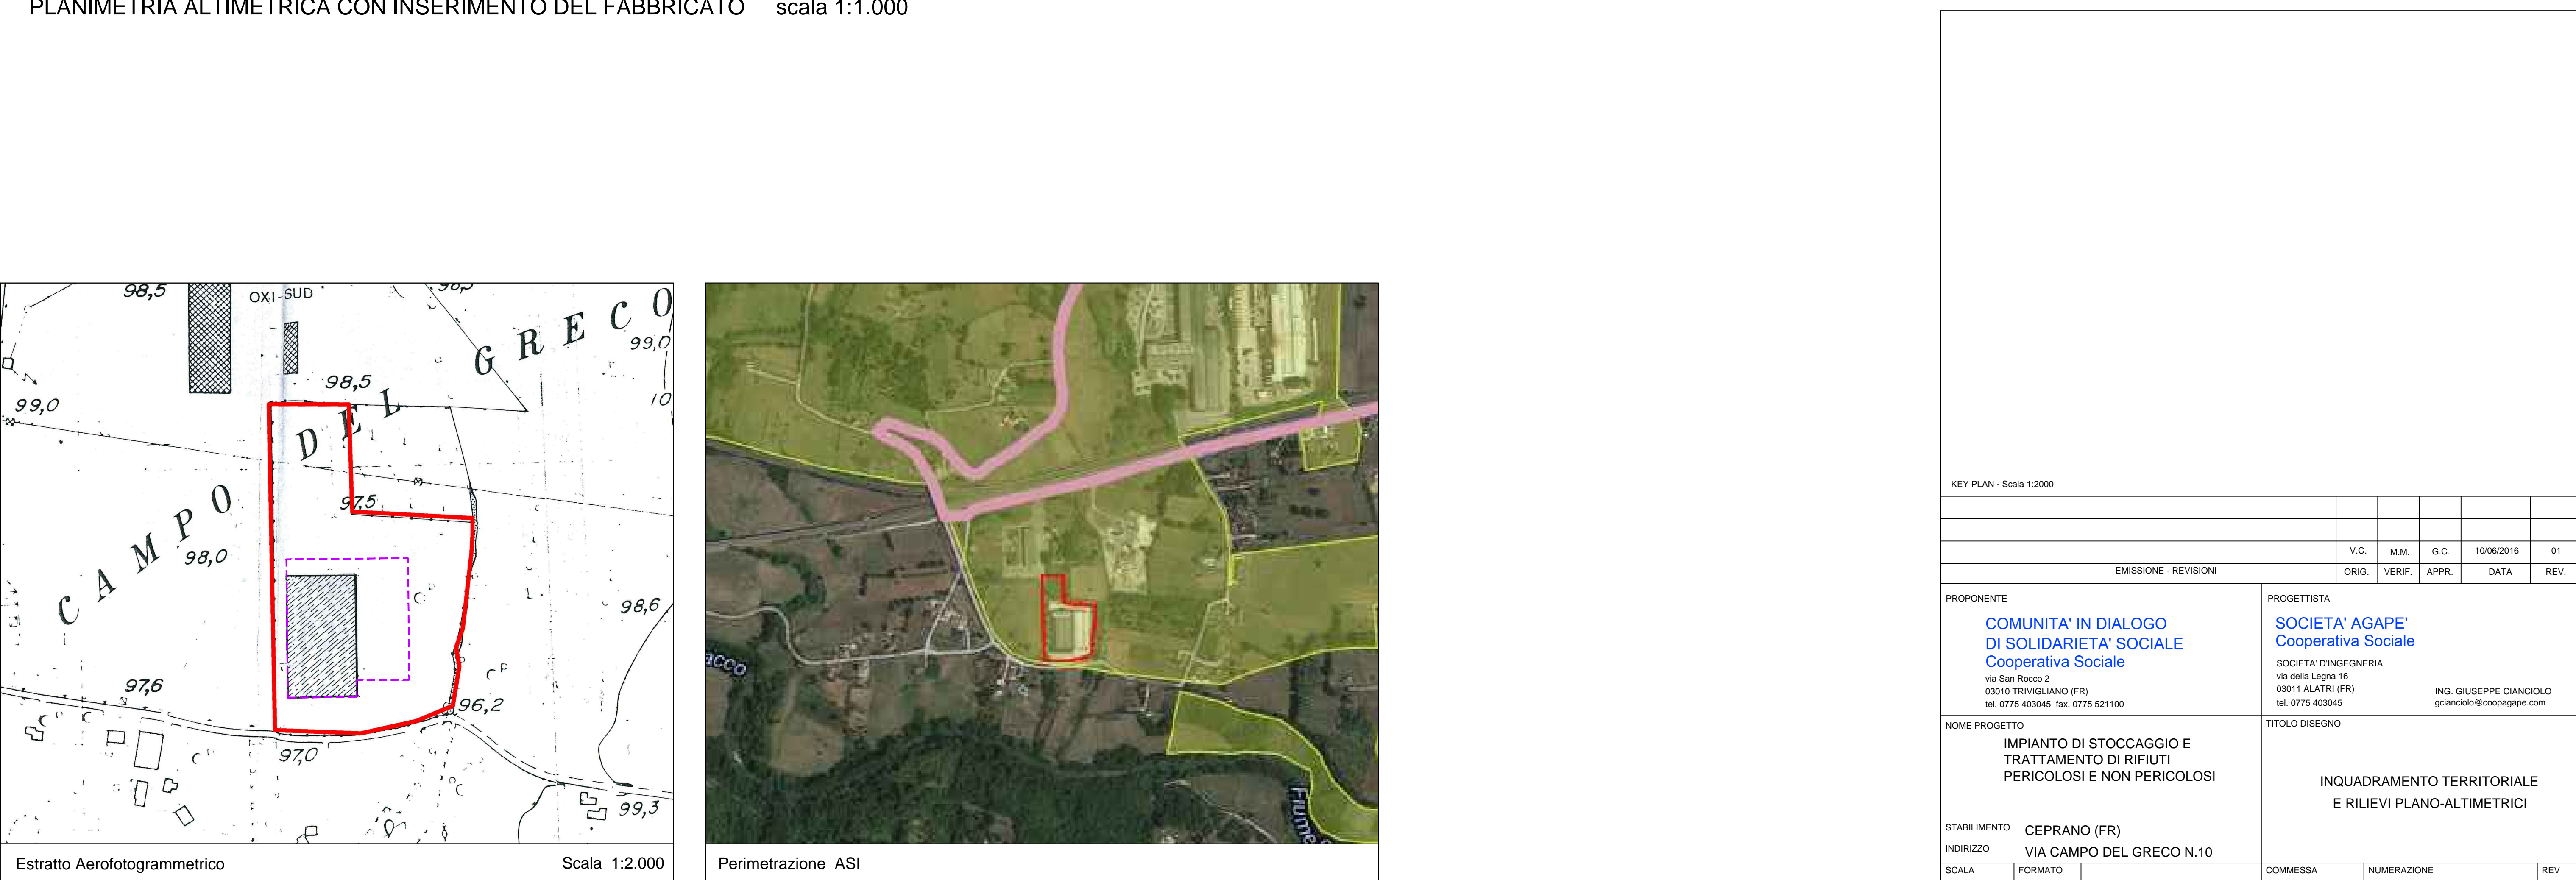 PLANIMETRIA ALTIMETRICA CON INSERIMENTO DEL FABBRICATO scala 1:1.000
98,5
OXI-SUD
GRECO
99,0
98,5
99,0
10
DEL
97,5
CAMPO
98,0
98,6
97,6
96,2
97,0
99,3
Estratto Aerofotogrammetrico Scala 1:2.000
acco
Fiume
Perimetrazione ASI
KEY PLAN - Scala 1:2000
V.C. M.M. G.C. 10/06/2016 01
EMISSIONE - REVISIONI ORIG. VERIF. APPR. DATA REV.
PROPONENTE
COMUNITA' IN DIALOGO
DI SOLIDARIETA' SOCIALE
Cooperativa Sociale
via San Rocco 2
03010 TRIVIGLIANO (FR)
tel. 0775 403045 fax. 0775 521100
PROGETTISTA
SOCIETA' AGAPE'
Cooperativa Sociale
SOCIETA' D'INGEGNERIA
via della Legna 16
03011 ALATRI (FR)
tel. 0775 403045
ING. GIUSEPPE CIANCIOLO
gcianciolo@coopagape.com
NOME PROGETTO
IMPIANTO DI STOCCAGGIO E
TRATTAMENTO DI RIFIUTI
PERICOLOSI E NON PERICOLOSI
TITOLO DISEGNO
INQUADRAMENTO TERRITORIALE
E RILIEVI PLANO-ALTIMETRICI
STABILIMENTO CEPRANO (FR)
INDIRIZZO VIA CAMPO DEL GRECO N.10
SCALA FORMATO COMMESSA NUMERAZIONE REV